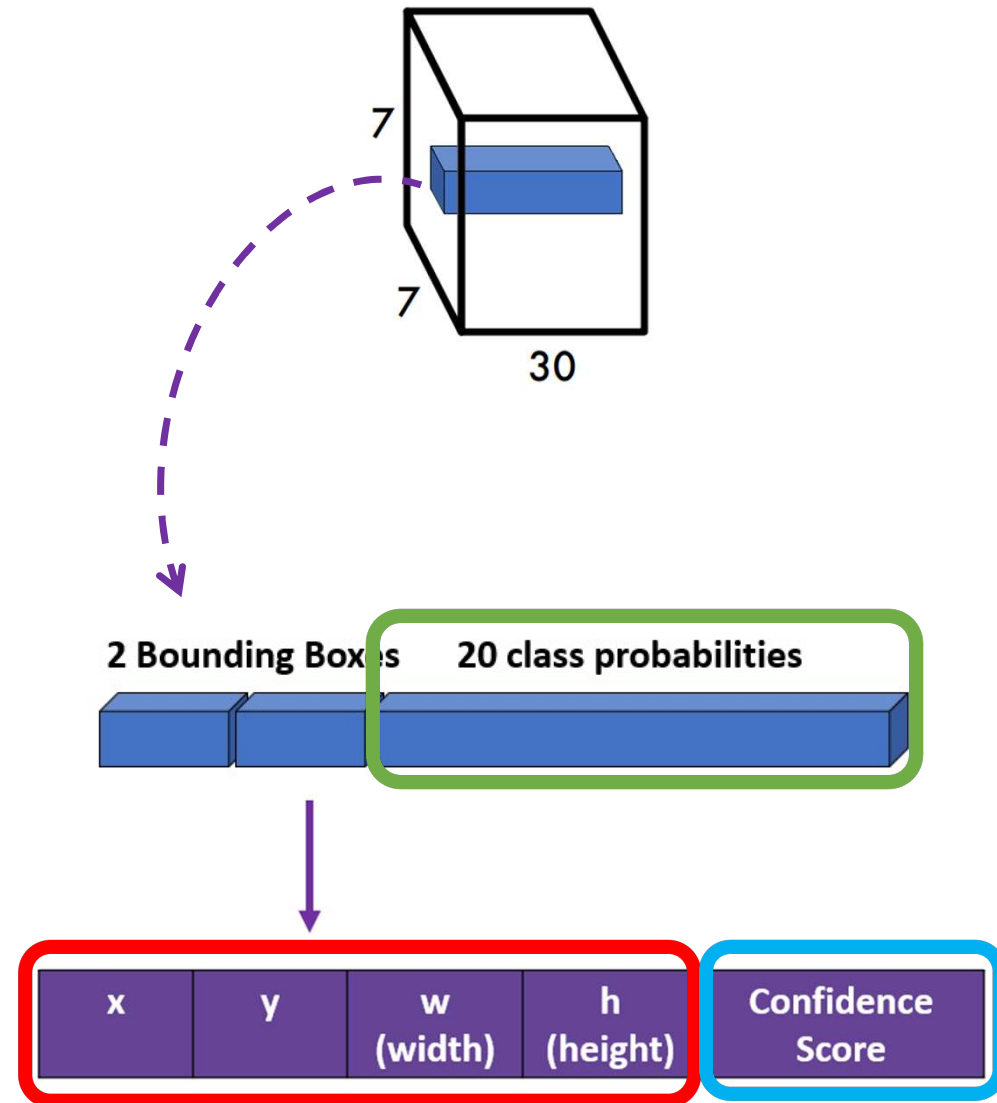 7
7
30
2 Bounding Boxes
20 class probabilities
x
y
w
(width)
h
(height)
Confidence
Score